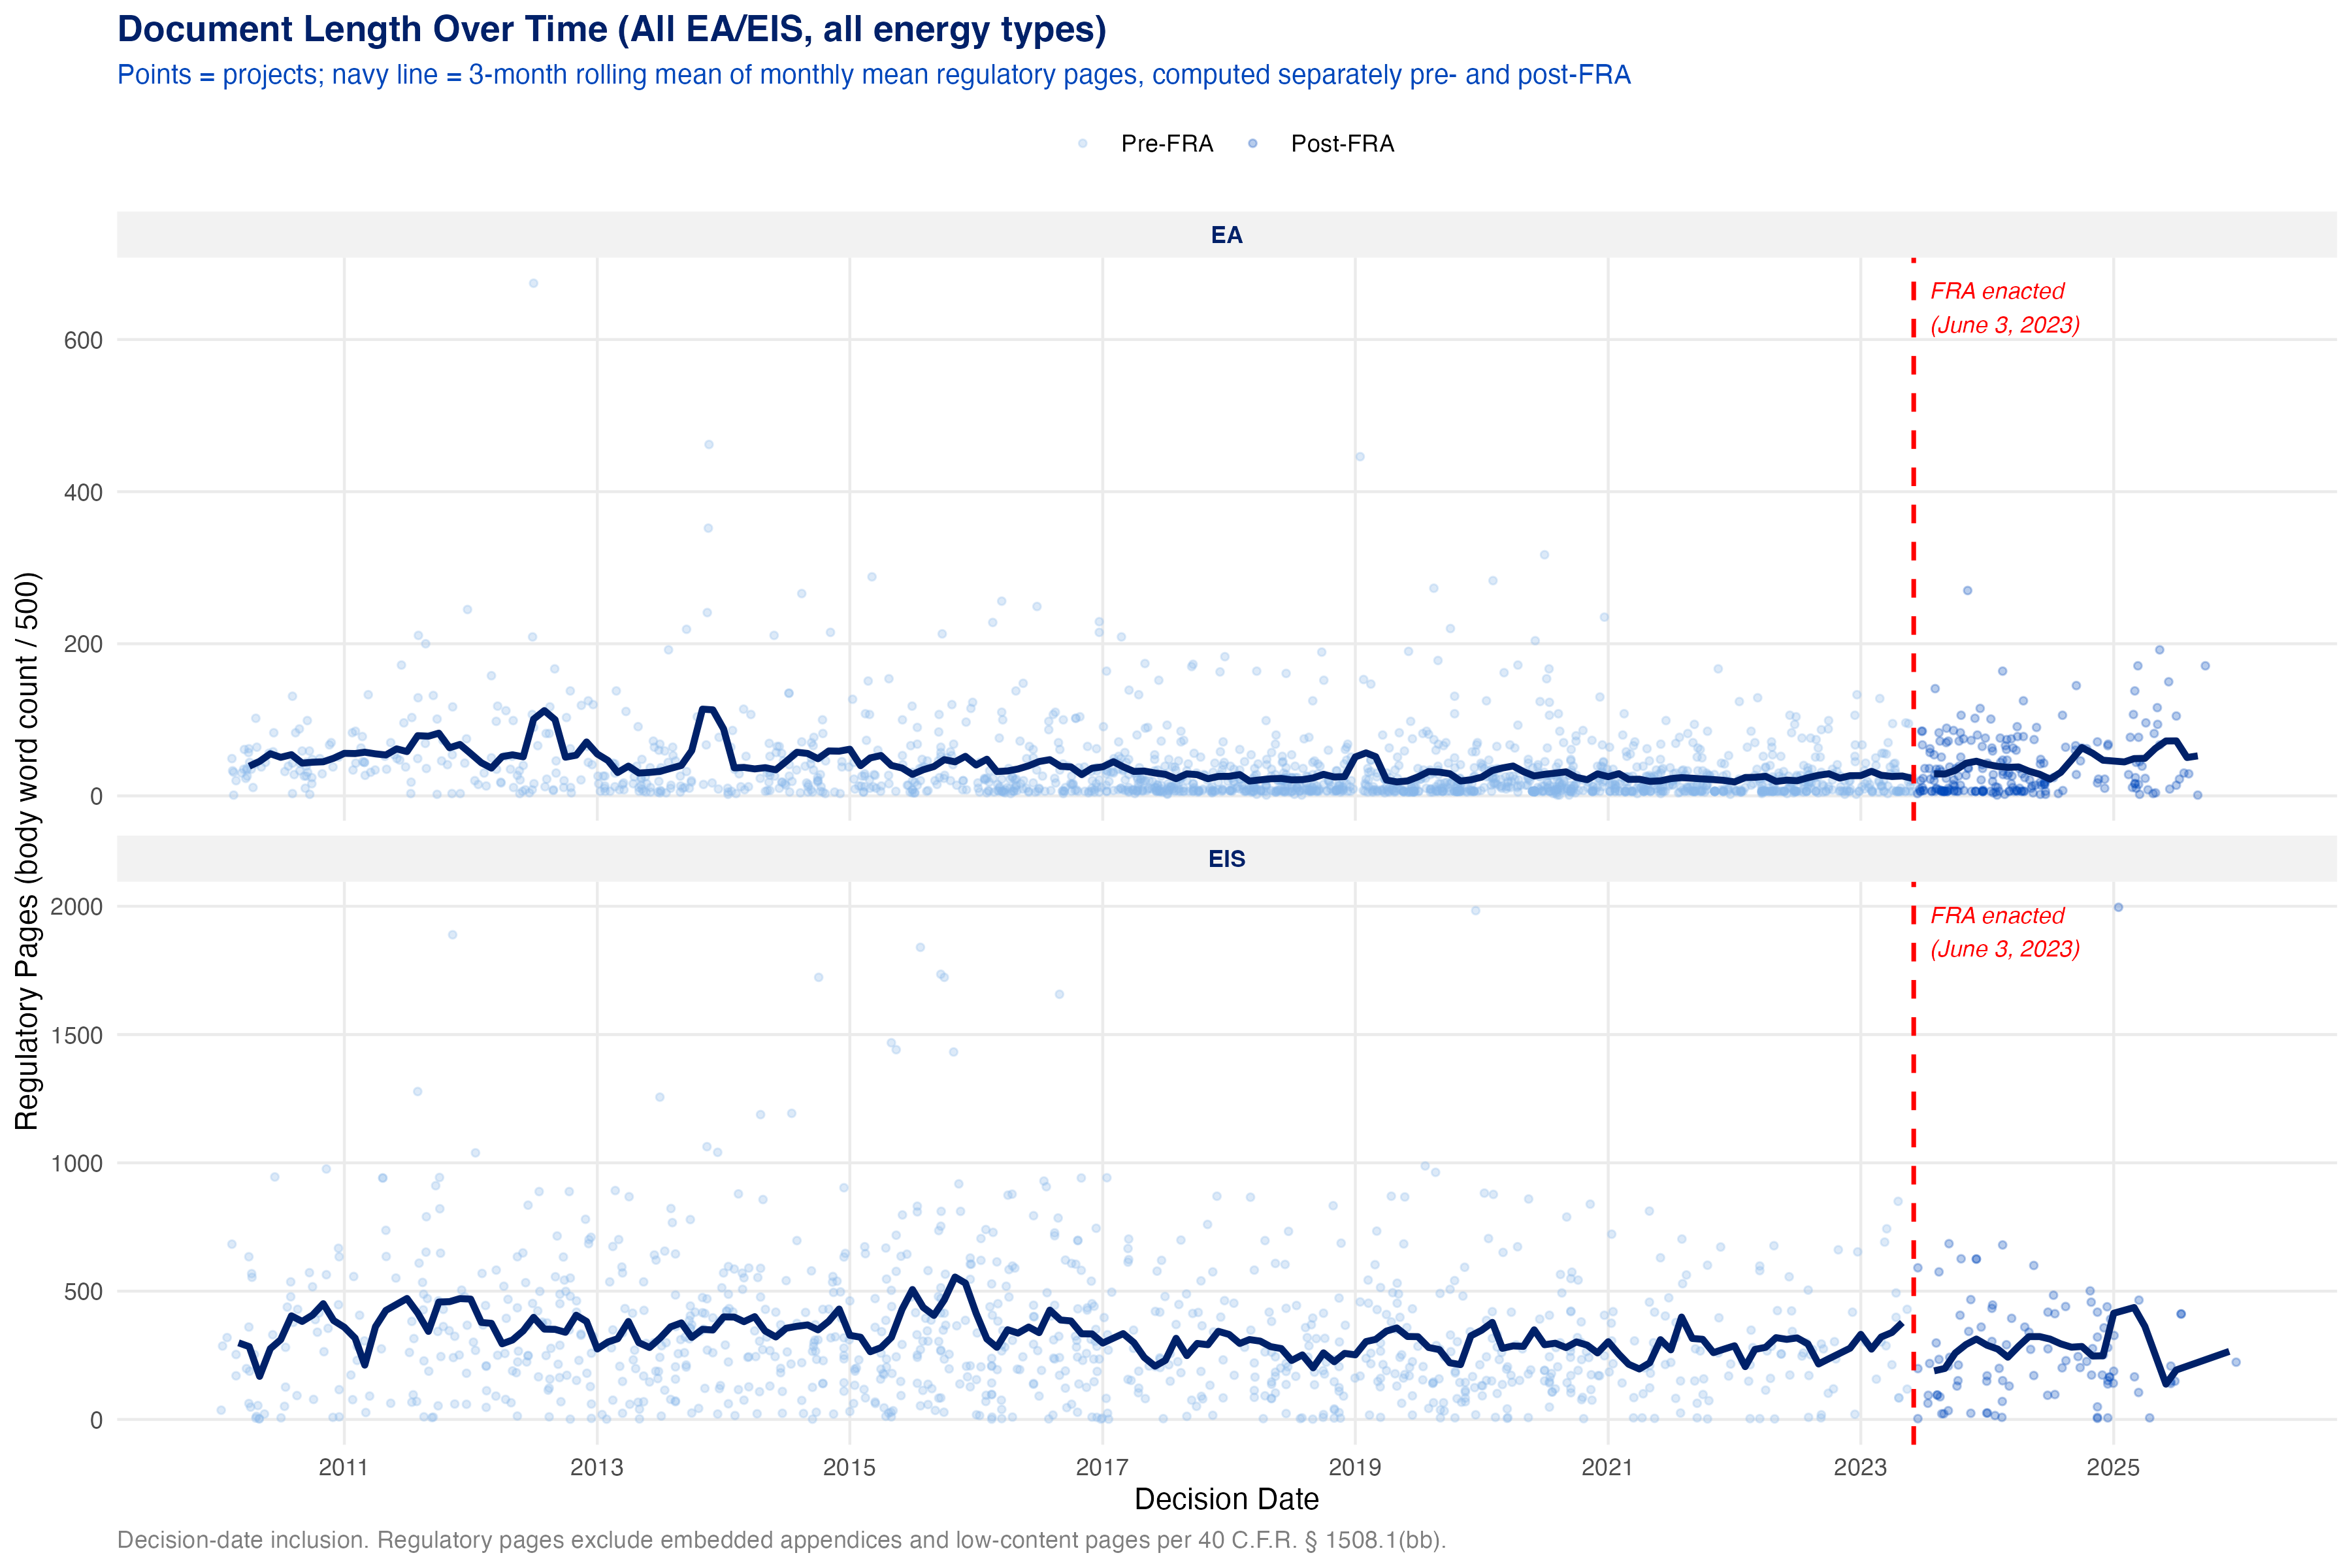 Document Length Over Time (All EA/EIS, all energy types)
Points = projects; navy line = 3-month rolling mean of monthly mean regulatory pages, computed separately pre- and post-FRA
Pre-FRA
Post-FRA
EA
FRA enacted
(June 3, 2023)
600
400
200
0
EIS
FRA enacted
(June 3, 2023)
2000
1500
1000
500
0
Regulatory Pages (body word count / 500)
2011
2013
2015
2017
2019
2021
2023
2025
Decision Date
Decision-date inclusion. Regulatory pages exclude embedded appendices and low-content pages per 40 C.F.R. § 1508.1(bb).